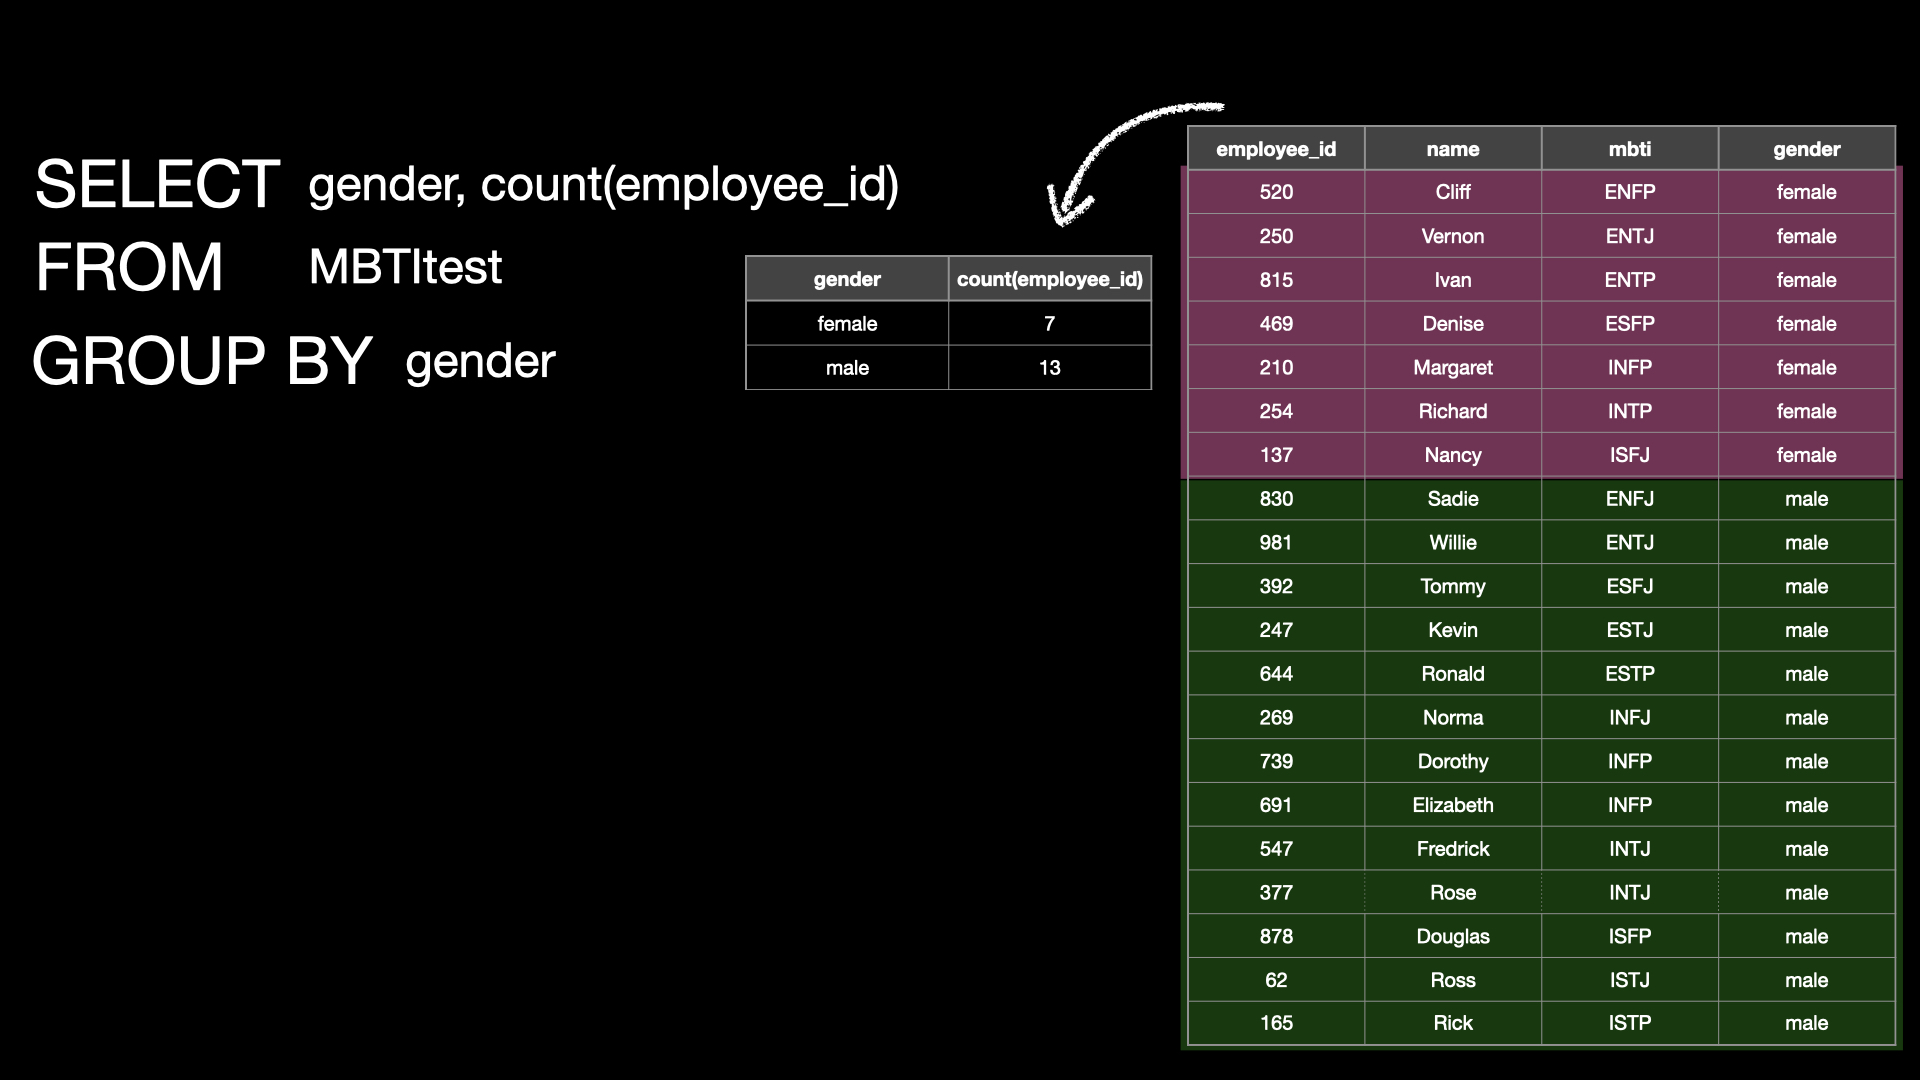 SELECT gender, count(employee_id)
FROM MBTItest
GROUP BY gender
gender count(employee_id)
female 7
male 13
employee_id name mbti gender
520 Cliff ENFP female
250 Vernon ENTJ female
815 Ivan ENTP female
469 Denise ESFP female
210 Margaret INFP female
254 Richard INTP female
137 Nancy ISFJ female
830 Sadie ENFJ male
981 Willie ENTJ male
392 Tommy ESFJ male
247 Kevin ESTJ male
644 Ronald ESTP male
269 Norma INFJ male
739 Dorothy INFP male
691 Elizabeth INFP male
547 Fredrick INTJ male
377 Rose INTJ male
878 Douglas ISFP male
62 Ross ISTJ male
165 Rick ISTP male